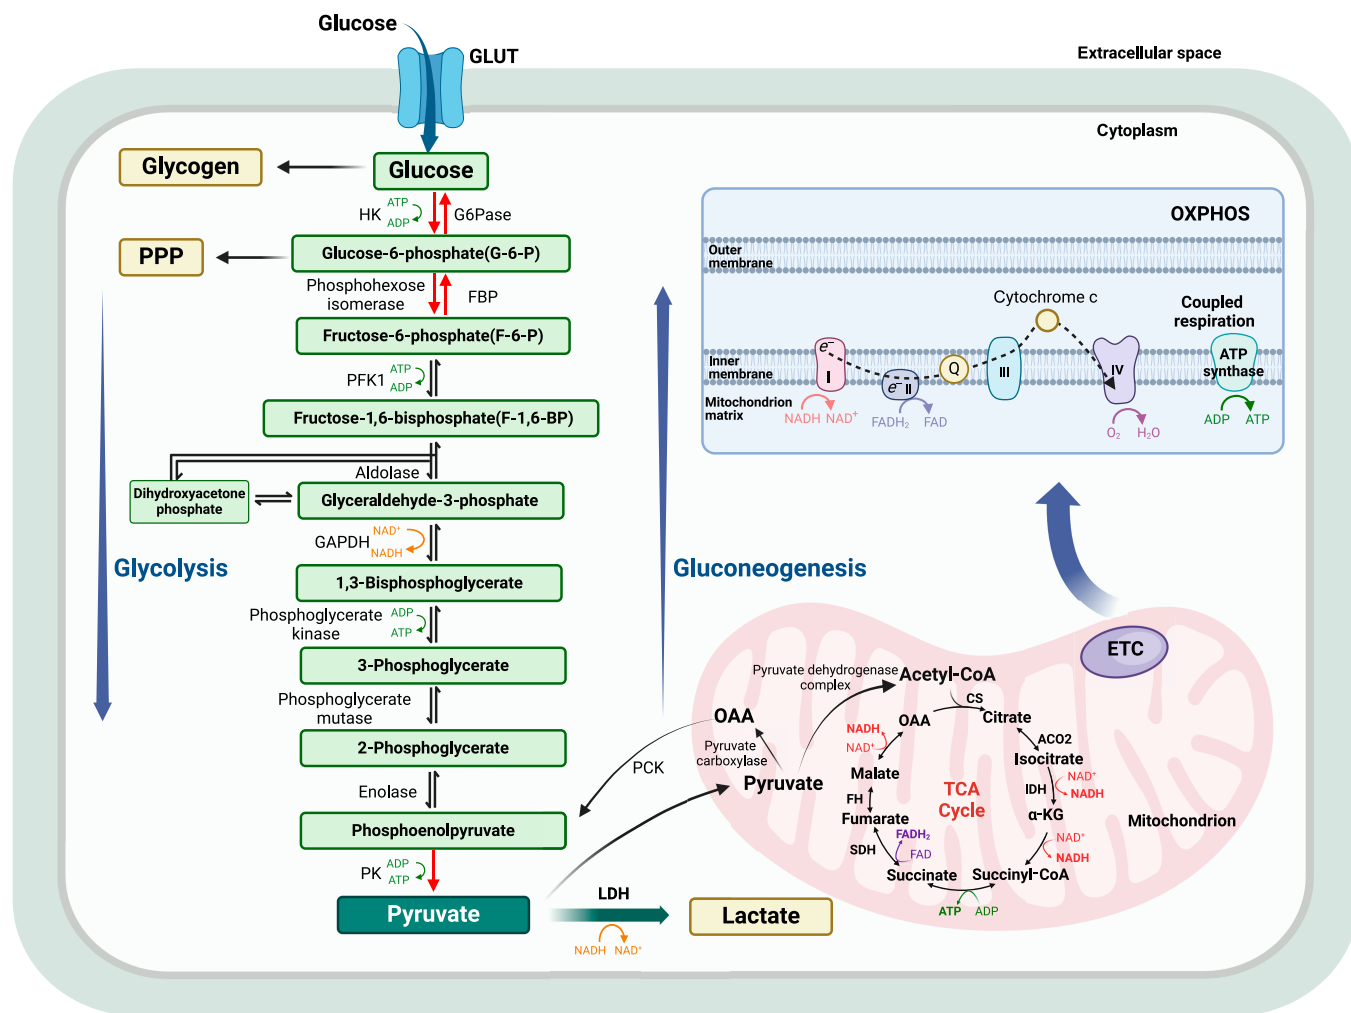 Glucose
GLUT
Extracellular space
Cytoplasm
Glycogen
Glucose
HK
ATP
ADP
G6Pase
PPP
Glucose-6-phosphate(G-6-P)
Phosphohexose
isomerase
FBP
Fructose-6-phosphate(F-6-P)
PFK1
ATP
ADP
Fructose-1,6-bisphosphate(F-1,6-BP)
Aldolase
Dihydroxyacetone
phosphate
Glyceraldehyde-3-phosphate
GAPDH
NAD⁺
NADH
Glycolysis
1,3-Bisphosphoglycerate
Phosphoglycerate
kinase
ADP
ATP
3-Phosphoglycerate
Phosphoglycerate
mutase
2-Phosphoglycerate
Enolase
Phosphoenolpyruvate
PK
ADP
ATP
Pyruvate
LDH
NADH NAD⁺
Lactate
Gluconeogenesis
OXPHOS
Outer
membrane
Cytochrome c
Coupled
respiration
Inner
membrane
Mitochondrion
matrix
e⁻
I
NADH NAD⁺
e⁻ II
FADH₂ FAD
Q
III
IV
O₂ H₂O
ATP
synthase
ADP ATP
ETC
Pyruvate dehydrogenase
complex
Acetyl-CoA
OAA
Pyruvate
carboxylase
PCK
Pyruvate
CS
OAA
Citrate
ACO2
Isocitrate
IDH
NAD⁺
NADH
α-KG
NAD⁺
NADH
Succinyl-CoA
ATP ADP
Succinate
SDH
FADH₂
FAD
Fumarate
FH
Malate
NADH
NAD⁺
TCA
Cycle
Mitochondrion